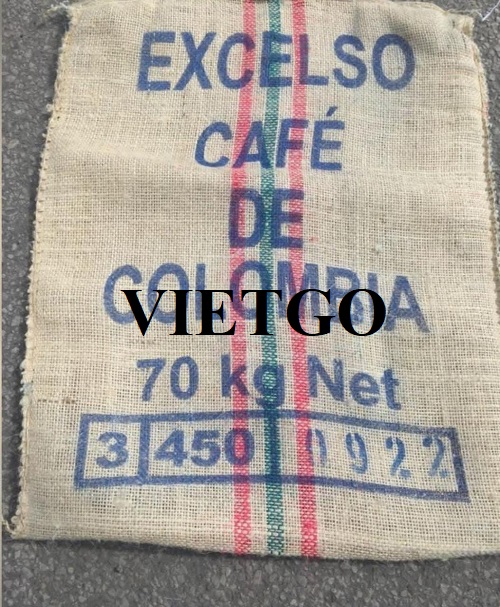 EXCELSO
CAFÉ
DE
COLOMBIA
VIETGO
70 kg Net
3 450 0922